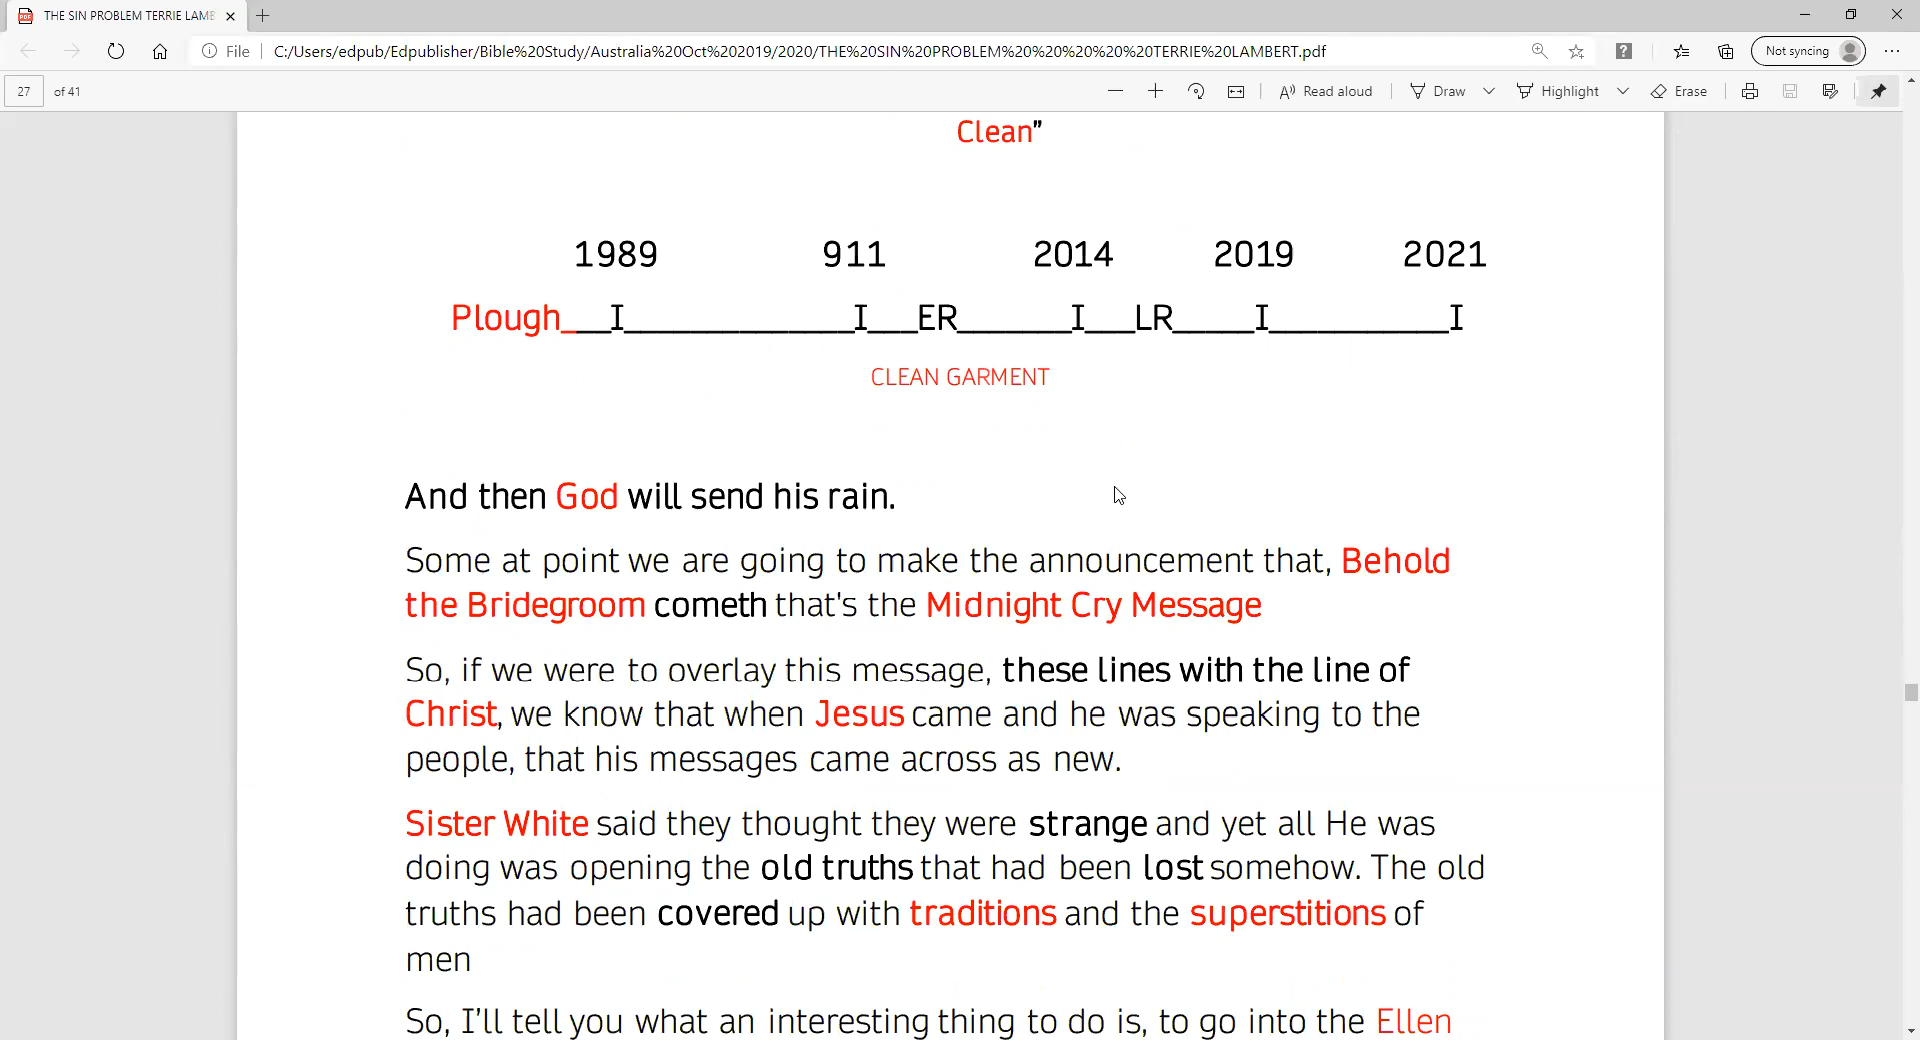 THE SIN PROBLEM TERRIE LAMB
File
C:/Users/edpub/Edpublisher/Bible%20Study/Australia%20Oct%202019/2020/THE%20SIN%20PROBLEM%20%20%20%20%20TERRIE%20LAMBERT.pdf
Not syncing
27 of 41
Read aloud
Draw
Highlight
Erase
Clean”
1989 911 2014 2019 2021
Plough___I______________I___ER_______I___LR_____I___________I
CLEAN GARMENT
And then God will send his rain.
Some at point we are going to make the announcement that, Behold
the Bridegroom cometh that's the Midnight Cry Message
So, if we were to overlay this message, these lines with the line of
Christ, we know that when Jesus came and he was speaking to the
people, that his messages came across as new.
Sister White said they thought they were strange and yet all He was
doing was opening the old truths that had been lost somehow. The old
truths had been covered up with traditions and the superstitions of
men
So, I’ll tell you what an interesting thing to do is, to go into the Ellen